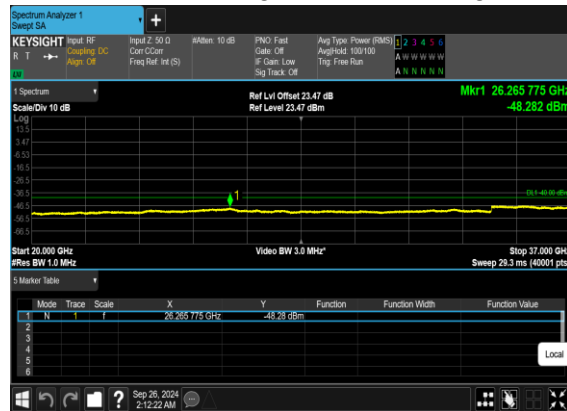 Spectrum Analyzer 1
Swept SA
+
KEYSIGHT Input: RF Input Z: 50 Ω #Atten: 10 dB PNO: Fast Avg Type: Power (RMS) 1 2 3 4 5 6
R T Coupling: DC Corr CCorr Gate: Off Avg|Hold: 100/100 A W W W W W
Align: Off Freq Ref: Int (S) IF Gain: Low Trig: Free Run
LW Sig Track: Off A N N N N N
1 Spectrum Ref Lvl Offset 23.47 dB Mkr1 26.265 775 GHz
Scale/Div 10 dB Ref Level 23.47 dBm -48.282 dBm
Log
13.5
3.47
-6.53
-16.5
-26.5
-36.5 1 DL1 -40.00 dBm
-46.5
-56.5
-66.5
Start 20.000 GHz Video BW 3.0 MHz* Stop 37.000 GHz
#Res BW 1.0 MHz Sweep 29.3 ms (40001 pts)
5 Marker Table
Mode Trace Scale X Y Function Function Width Function Value
1 N 1 f 26.265 775 GHz -48.28 dBm
2
3
4
5
6
Local
? Sep 26, 2024
2:12:22 AM